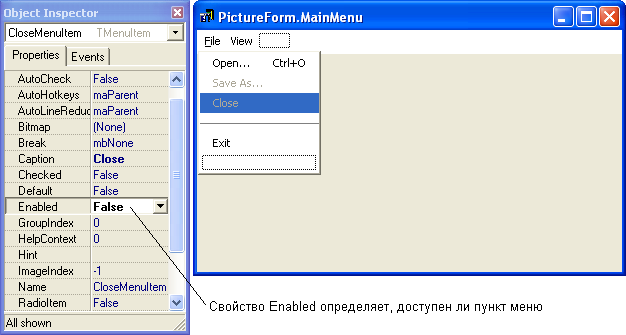 Object Inspector
CloseMenuItem TMenuItem
Properties Events
AutoCheck False
AutoHotkeys maParent
AutoLineReduc maParent
Bitmap (None)
Break mbNone
Caption Close
Checked False
Default False
Enabled False
GroupIndex 0
HelpContext 0
Hint
ImageIndex -1
Name CloseMenuItem
RadioItem False
All shown
PictureForm.MainMenu
File View
Open... Ctrl+O
Save As...
Close
Exit
Свойство Enabled определяет, доступен ли пункт меню